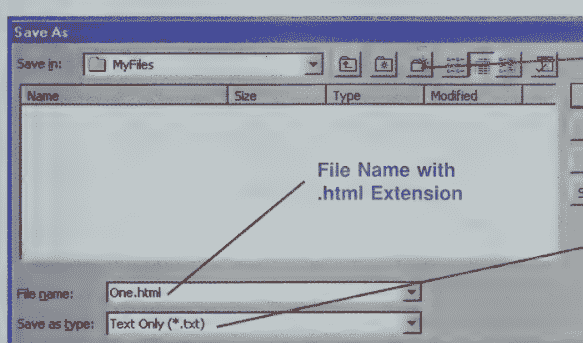 Save As
Save in: MyFiles
Name Size Type Modified
File Name with
.html Extension
File name: One.html
Save as type: Text Only (*.txt)